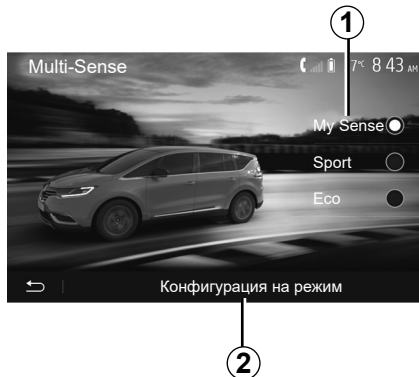 1
Multi-Sense 7°C 8 43 AM
My Sense
Sport
Eco
Конфигурация на режим
2